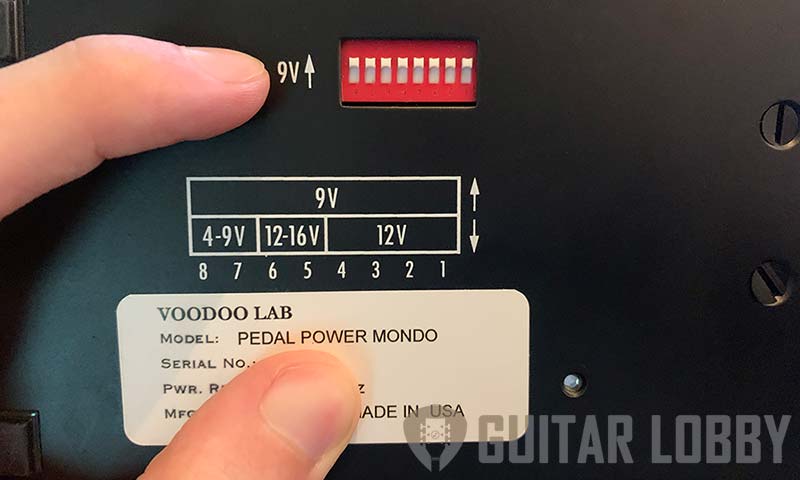 9V ↑
9V ↑
4-9V 12-16V 12V ↓
8 7 6 5 4 3 2 1
VOODOO LAB
MODEL: PEDAL POWER MONDO
SERIAL NO.:
PWR. R
MFG
MADE IN USA
GUITAR LOBBY